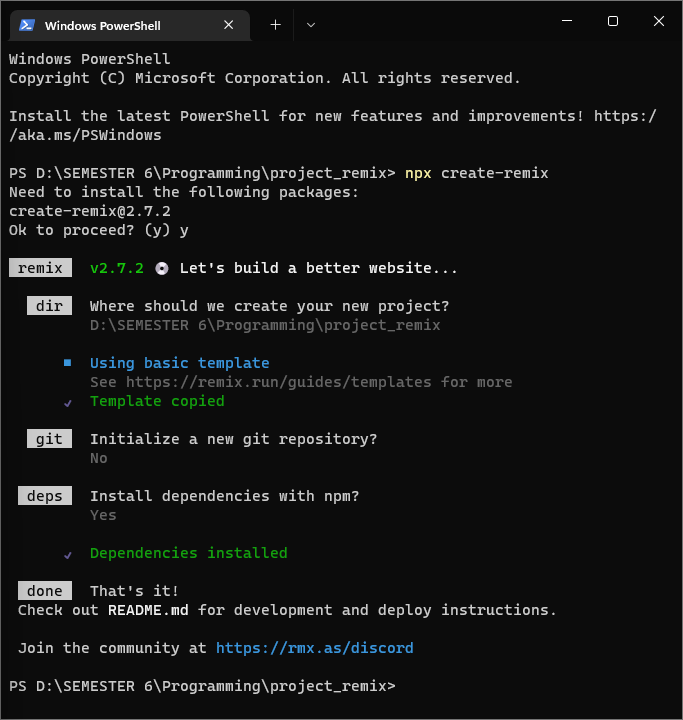 Windows PowerShell
Windows PowerShell
Copyright (C) Microsoft Corporation. All rights reserved.
Install the latest PowerShell for new features and improvements! https:/
/aka.ms/PSWindows
PS D:\SEMESTER 6\Programming\project_remix> npx create-remix
Need to install the following packages:
create-remix@2.7.2
Ok to proceed? (y) y
remix v2.7.2 💿 Let's build a better website...
dir Where should we create your new project?
D:\SEMESTER 6\Programming\project_remix
Using basic template
See https://remix.run/guides/templates for more
Template copied
git Initialize a new git repository?
No
deps Install dependencies with npm?
Yes
Dependencies installed
done That's it!
Check out README.md for development and deploy instructions.
Join the community at https://rmx.as/discord
PS D:\SEMESTER 6\Programming\project_remix>